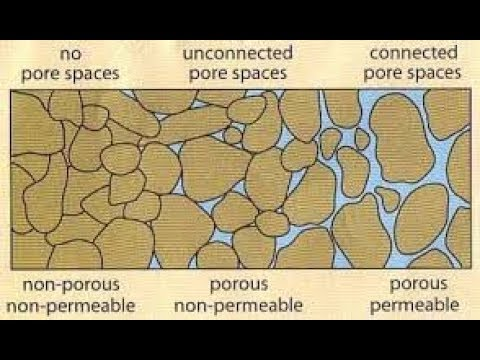 no
pore spaces
unconnected
pore spaces
connected
pore spaces
non-porous
non-permeable
porous
non-permeable
porous
permeable